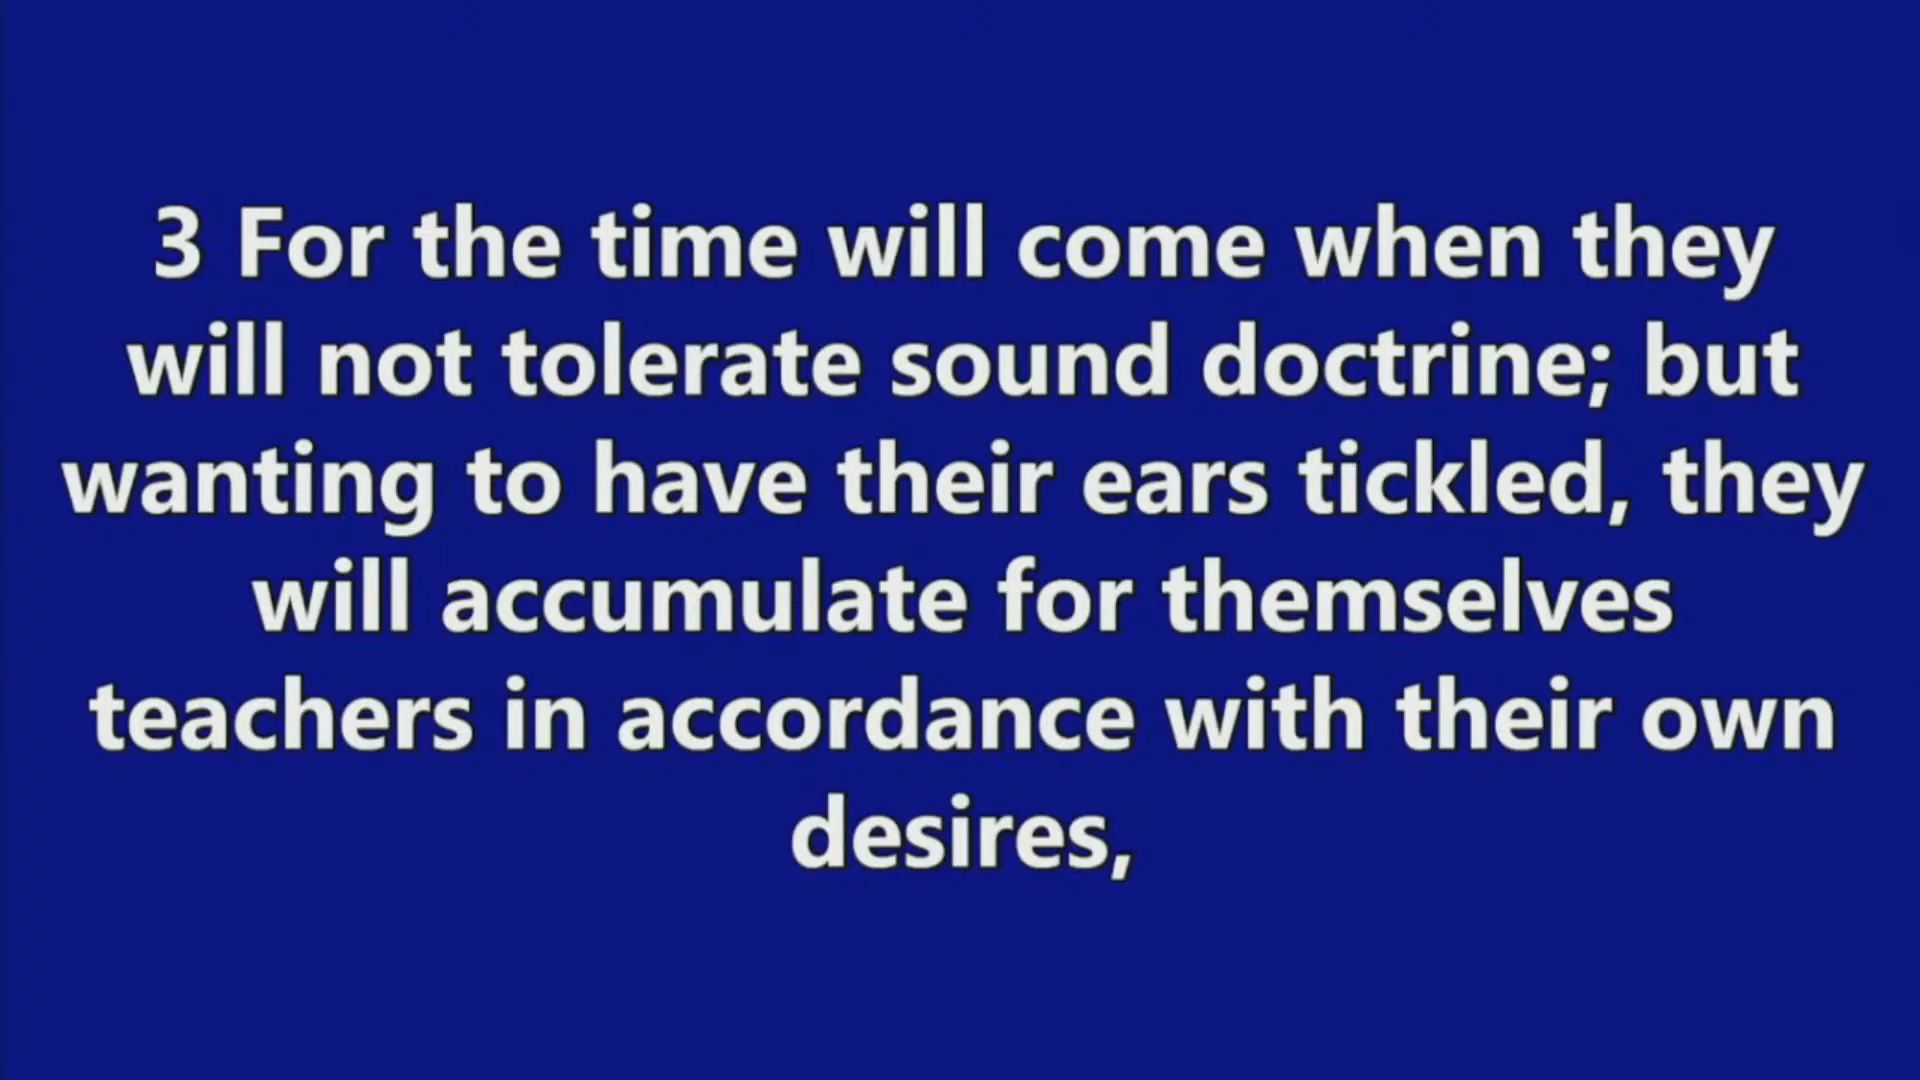 3 For the time will come when they
will not tolerate sound doctrine; but
wanting to have their ears tickled, they
will accumulate for themselves
teachers in accordance with their own
desires,